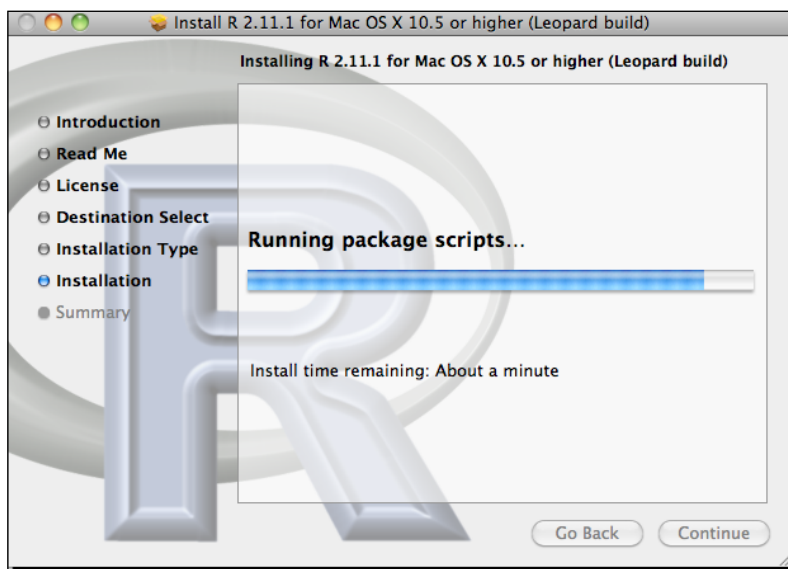 Install R 2.11.1 for Mac OS X 10.5 or higher (Leopard build)
Installing R 2.11.1 for Mac OS X 10.5 or higher (Leopard build)
Introduction
Read Me
License
Destination Select
Installation Type
Installation
Summary
Running package scripts...
Install time remaining: About a minute
Go Back
Continue
R